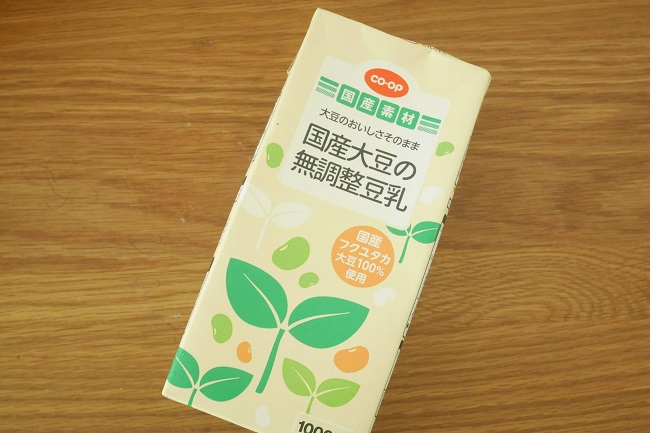 CO-OP
国産素材
大豆のおいしさそのまま
国産大豆の
無調整豆乳
国産
フクユタカ
大豆100%
使用